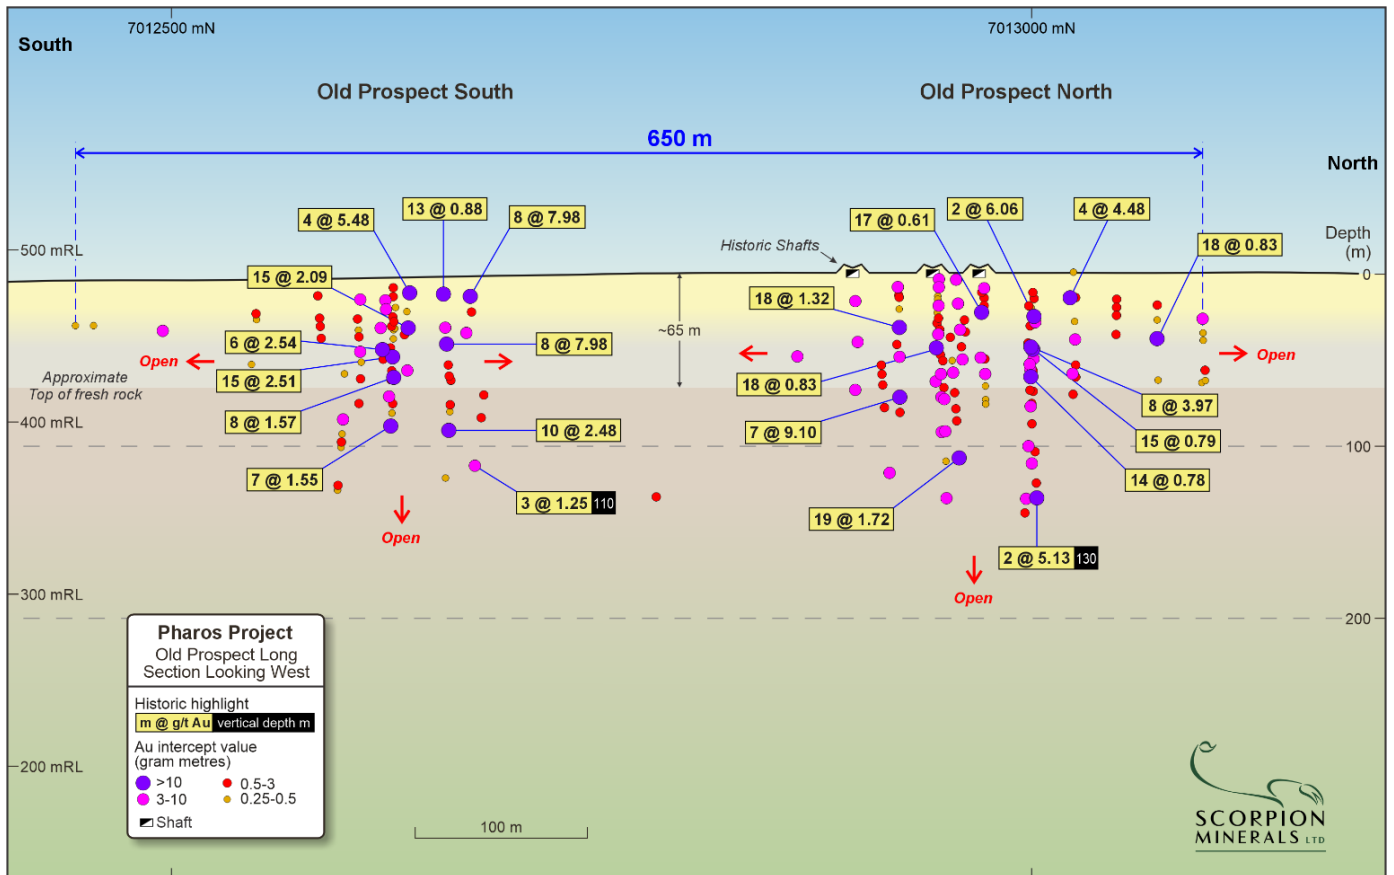 7012500 mN
7013000 mN
South
Old Prospect South
Old Prospect North
650 m
North
4 @ 5.48
13 @ 0.88
8 @ 7.98
17 @ 0.61
2 @ 6.06
4 @ 4.48
Historic Shafts
18 @ 0.83
Depth
(m)
500 mRL
0
15 @ 2.09
18 @ 1.32
~65 m
6 @ 2.54
8 @ 7.98
Open
Open
15 @ 2.51
18 @ 0.83
Approximate
Top of fresh rock
8 @ 3.97
400 mRL
8 @ 1.57
10 @ 2.48
7 @ 9.10
15 @ 0.79
100
7 @ 1.55
14 @ 0.78
3 @ 1.25 110
19 @ 1.72
Open
2 @ 5.13 130
300 mRL
Open
200
Pharos Project
Old Prospect Long
Section Looking West
Historic highlight
m @ g/t Au vertical depth m
Au intercept value
(gram metres)
>10
0.5-3
3-10
0.25-0.5
Shaft
200 mRL
100 m
SCORPION
MINERALS LTD